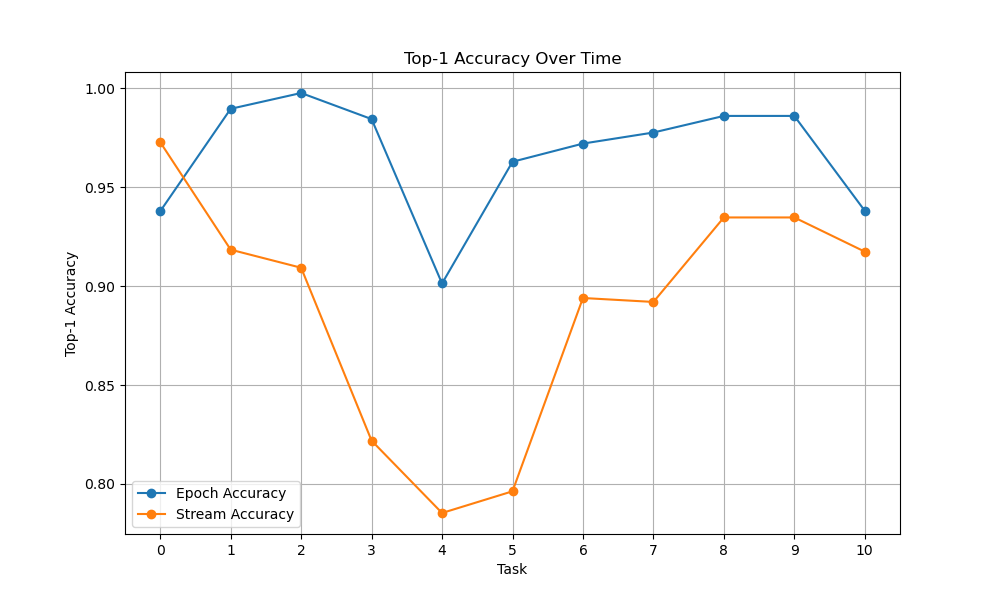 Top-1 Accuracy Over Time
1.00
0.95
0.90
0.85
0.80
Top-1 Accuracy
Epoch Accuracy
Stream Accuracy
0 1 2 3 4 5 6 7 8 9 10
Task